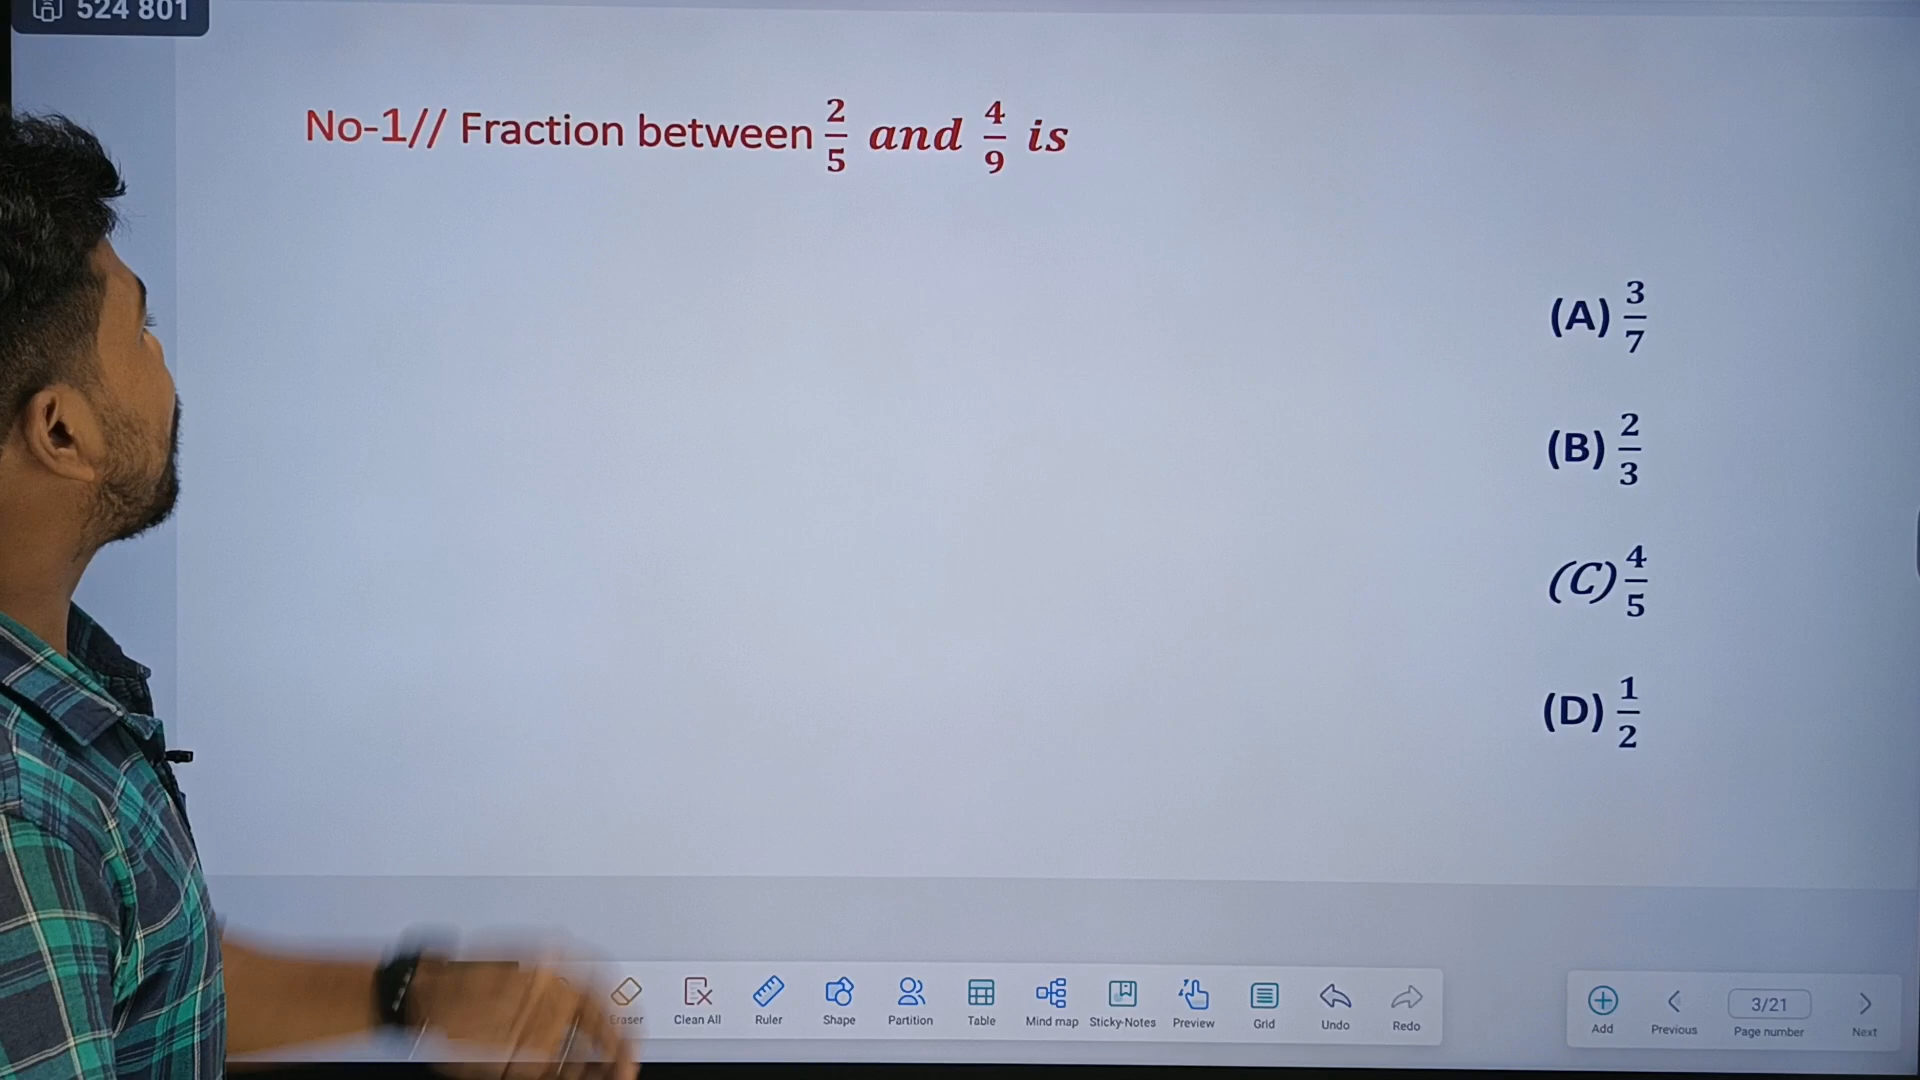 524 801
No-1// Fraction between 2/5 and 4/9 is
(A) 3/7
(B) 2/3
(C) 4/5
(D) 1/2
Eraser Clean All Ruler Shape Partition Table Mind map Sticky-Notes Preview Grid Undo Redo
Add Previous 3/21 Page number Next